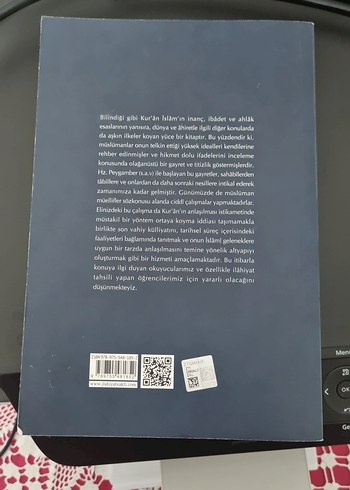 Bilindiği gibi Kur'ân İslâm'ın inanç, ibâdet ve ahlâk
esaslarının yanısıra, dünya ve âhiretle ilgili diğer konularda
da aşkın ilkeler koyan yüce bir kitaptır. Bu yüzdendir ki,
müslümanlar onun telkin ettiği yüksek idealleri kendilerine
rehber edinmişler ve hikmet dolu ifadelerini inceleme
konusunda olağanüstü bir gayret ve titizlik göstermişlerdir.
Hz. Peygamber (s.a.v) ile başlayan bu gayretler, sahâbîlerden
tâbiîlere ve onlardan da daha sonraki nesillere intikal ederek
zamanımıza kadar gelmiştir. Günümüzde de müslüman
müellifler sözkonusu alanda ciddî çalışmalar yapmaktadırlar.
Elinizdeki bu çalışma da Kur'ân'ın anlaşılması istikametinde
müstakil bir yöntem ortaya koyma iddiası taşımamakla
birlikte son vahiy külliyatını, tarihsel süreç içerisindeki
faaliyetleri bağlamında tanıtmak ve onun İslâmî geleneklere
uygun bir tarzda anlaşılmasını temine yönelik altyapıyı
oluşturmak gibi bir hizmeti amaçlamaktadır. Bu itibarla
konuya ilgi duyan okuyucularımız ve özellikle ilâhiyat
tahsili yapan öğrencilerimiz için yararlı olacağını
düşünmekteyiz.
OK